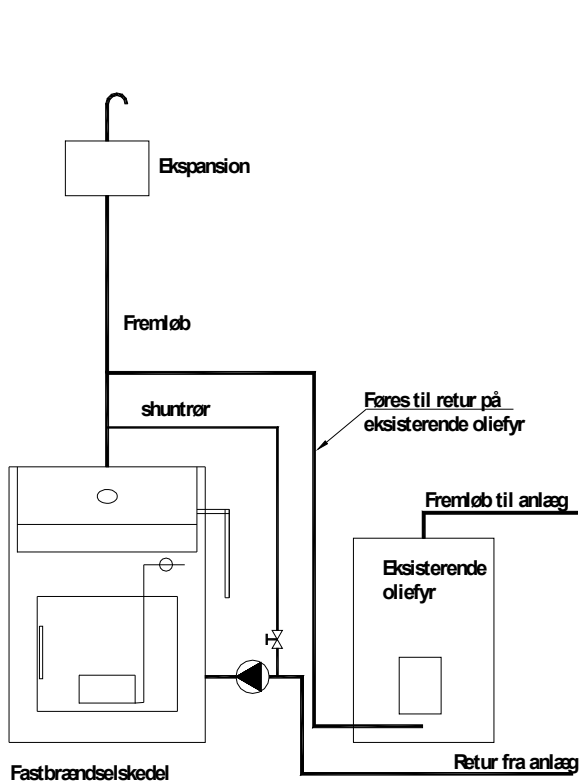 Ekspansion
Fremløb
shuntrør
Føres til retur på
eksisterende oliefyr
Fremløb til anlæg
Eksisterende
oliefyr
Retur fra anlæg
Fastbrændselskedel